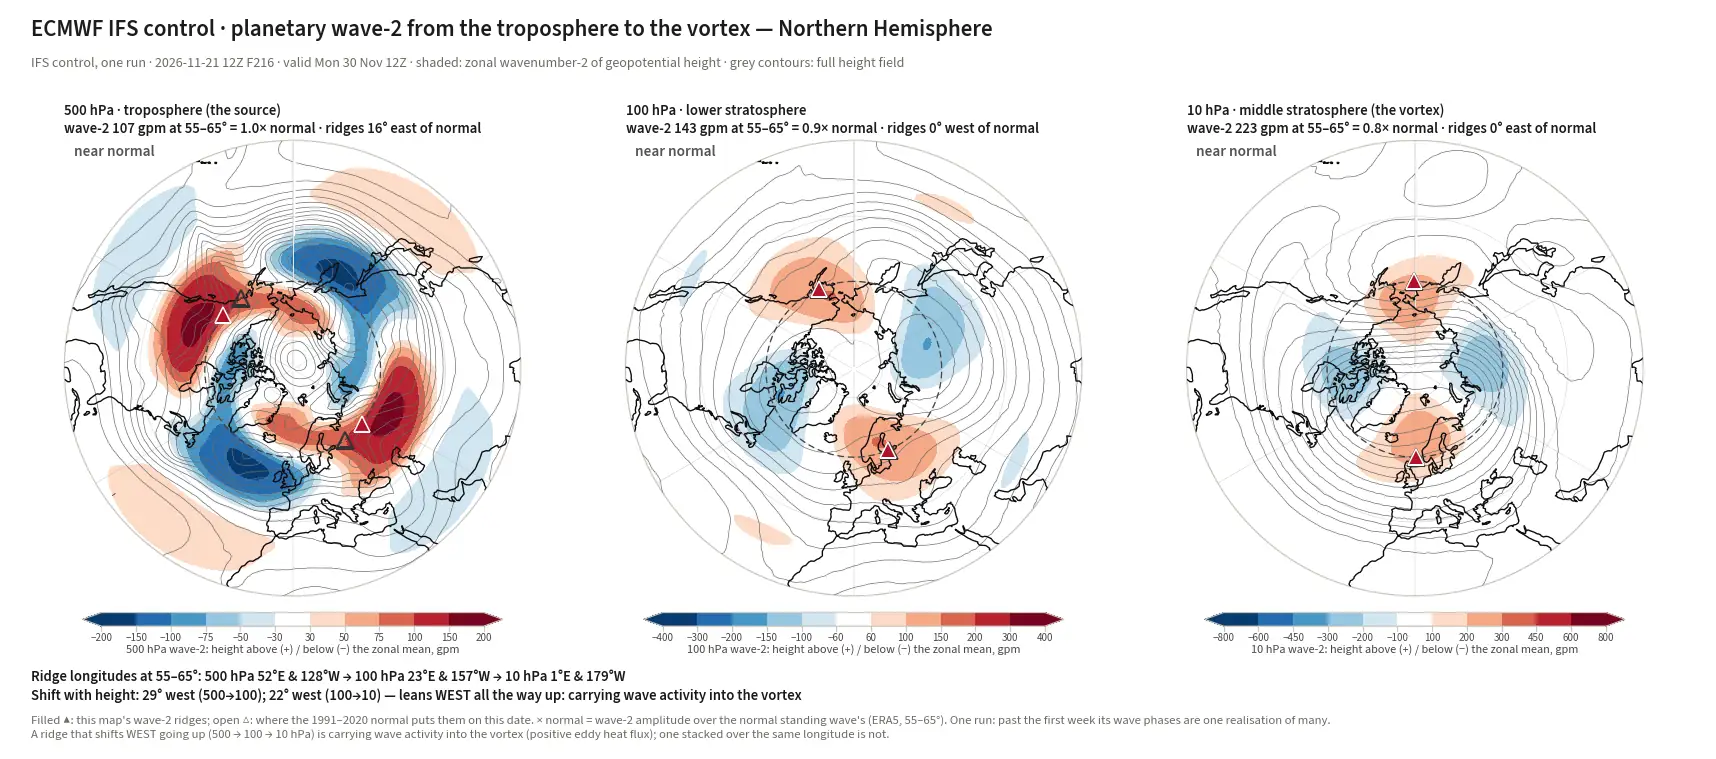 ECMWF IFS control · planetary wave-2 from the troposphere to the vortex — Northern Hemisphere
IFS control, one run · 2026-11-21 12Z F216 · valid Mon 30 Nov 12Z · shaded: zonal wavenumber-2 of geopotential height · grey contours: full height field
500 hPa · troposphere (the source)
wave-2 107 gpm at 55–65° = 1.0× normal · ridges 16° east of normal
near normal
100 hPa · lower stratosphere
wave-2 143 gpm at 55–65° = 0.9× normal · ridges 0° west of normal
near normal
10 hPa · middle stratosphere (the vortex)
wave-2 223 gpm at 55–65° = 0.8× normal · ridges 0° east of normal
near normal
−200 −150 −100 −75 −50 −30 30 50 75 100 150 200
500 hPa wave-2: height above (+) / below (−) the zonal mean, gpm
−400 −300 −200 −150 −100 −60 60 100 150 200 300 400
100 hPa wave-2: height above (+) / below (−) the zonal mean, gpm
−800 −600 −450 −300 −200 −100 100 200 300 450 600 800
10 hPa wave-2: height above (+) / below (−) the zonal mean, gpm
Ridge longitudes at 55–65°: 500 hPa 52°E & 128°W → 100 hPa 23°E & 157°W → 10 hPa 1°E & 179°W
Shift with height: 29° west (500→100); 22° west (100→10) — leans WEST all the way up: carrying wave activity into the vortex
Filled ▲: this map's wave-2 ridges; open △: where the 1991–2020 normal puts them on this date. × normal = wave-2 amplitude over the normal standing wave's (ERA5, 55–65°). One run: past the first week its wave phases are one realisation of many.
A ridge that shifts WEST going up (500 → 100 → 10 hPa) is carrying wave activity into the vortex (positive eddy heat flux); one stacked over the same longitude is not.